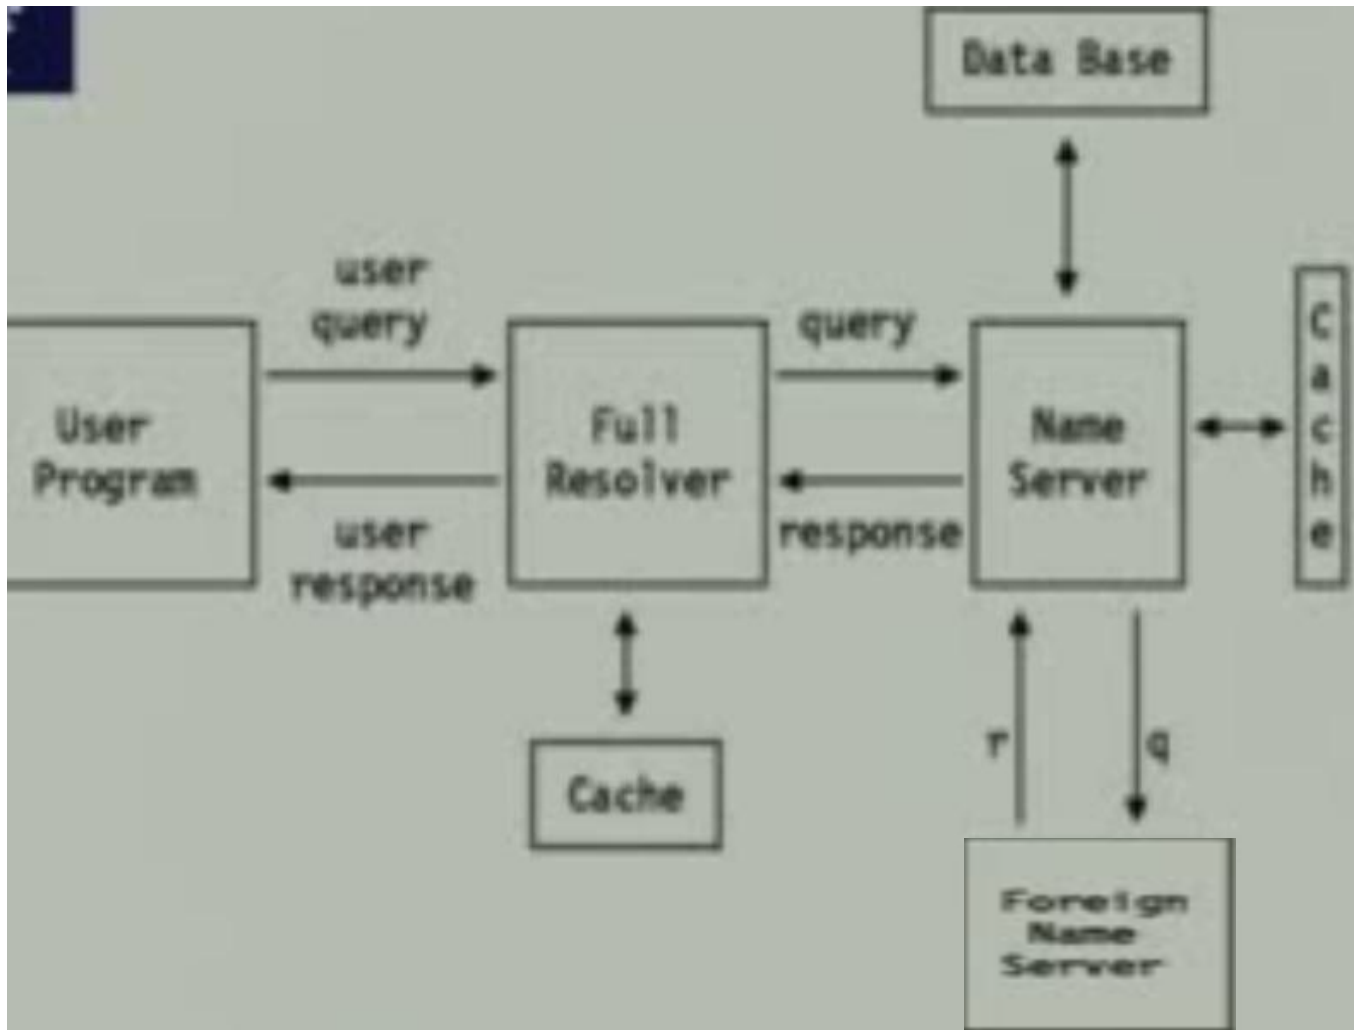 Data Base
user
query
query
User
Program
Full
Resolver
Name
Server
C
a
c
h
e
user
response
response
r
q
Cache
Foreign
Name
Server